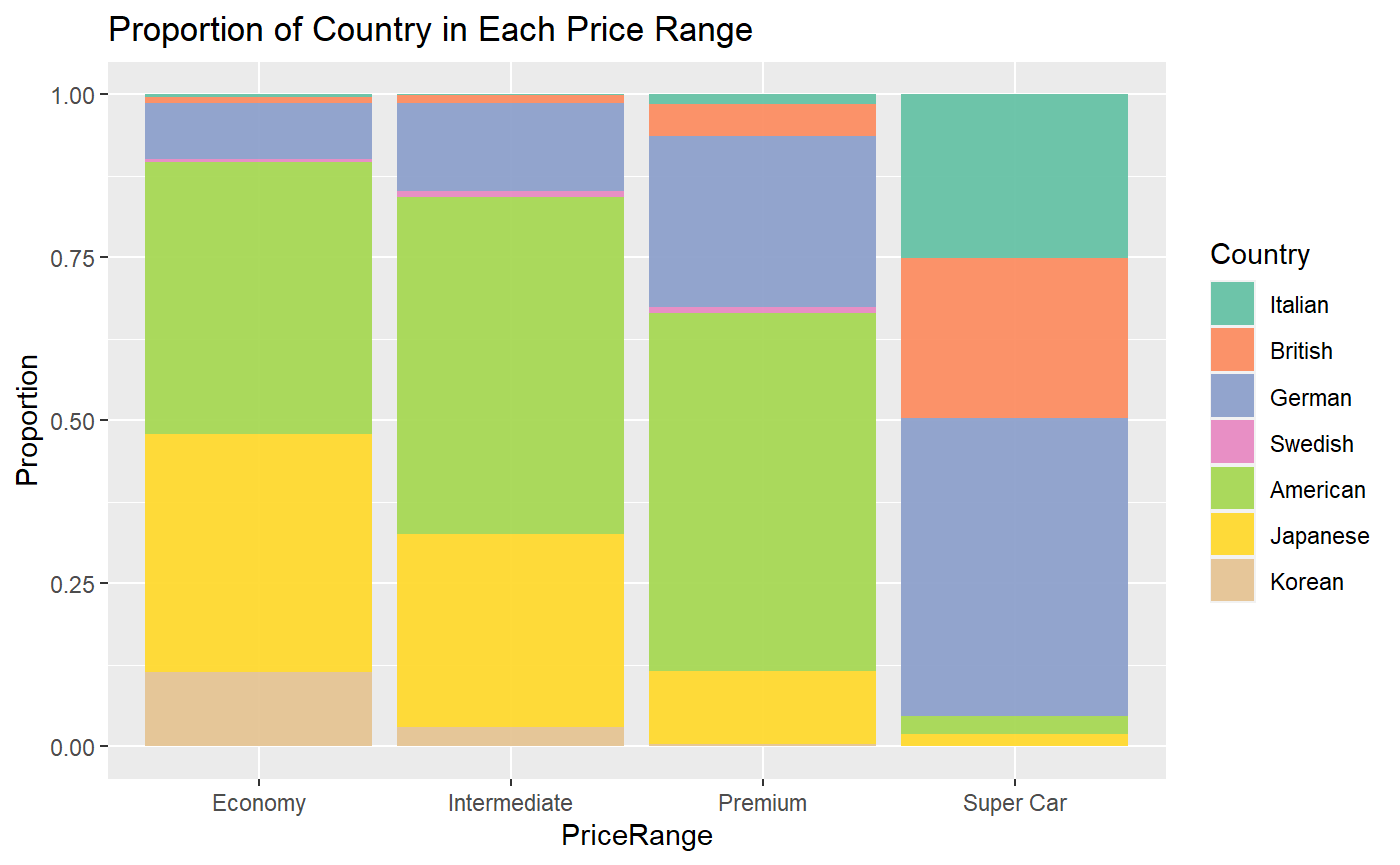 Proportion of Country in Each Price Range
Proportion
1.00
0.75
0.50
0.25
0.00
Economy Intermediate Premium Super Car
PriceRange
Country
Italian
British
German
Swedish
American
Japanese
Korean